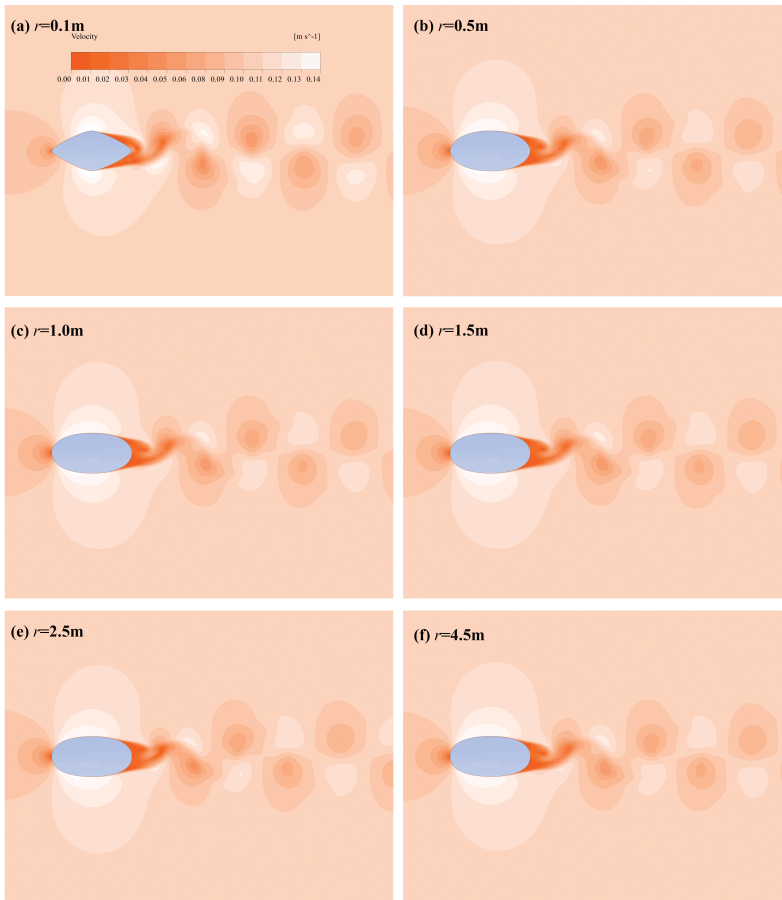 (a) r=0.1m
Velocity [m s^-1]
0.00 0.01 0.02 0.03 0.04 0.05 0.06 0.08 0.09 0.10 0.11 0.12 0.13 0.14
(b) r=0.5m
(c) r=1.0m
(d) r=1.5m
(e) r=2.5m
(f) r=4.5m